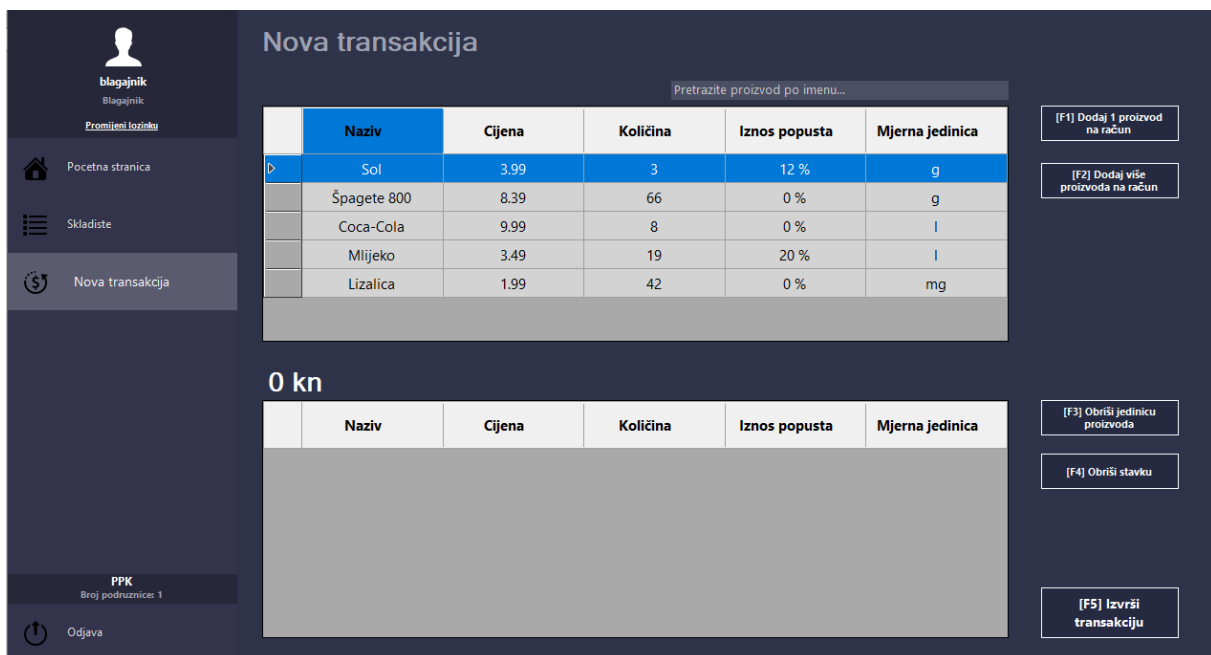 blagajnik
Blagajnik
Promijeni lozinku
Pocetna stranica
Skladiste
Nova transakcija
PPK
Broj podruznice: 1
Odjava
Nova transakcija
Pretrazite proizvod po imenu...
Naziv Cijena Količina Iznos popusta Mjerna jedinica
Sol 3.99 3 12 % g
Špagete 800 8.39 66 0 % g
Coca-Cola 9.99 8 0 % l
Mlijeko 3.49 19 20 % l
Lizalica 1.99 42 0 % mg
[F1] Dodaj 1 proizvod
na račun
[F2] Dodaj više
proizvoda na račun
0 kn
Naziv Cijena Količina Iznos popusta Mjerna jedinica
[F3] Obriši jedinicu
proizvoda
[F4] Obriši stavku
[F5] Izvrši
transakciju